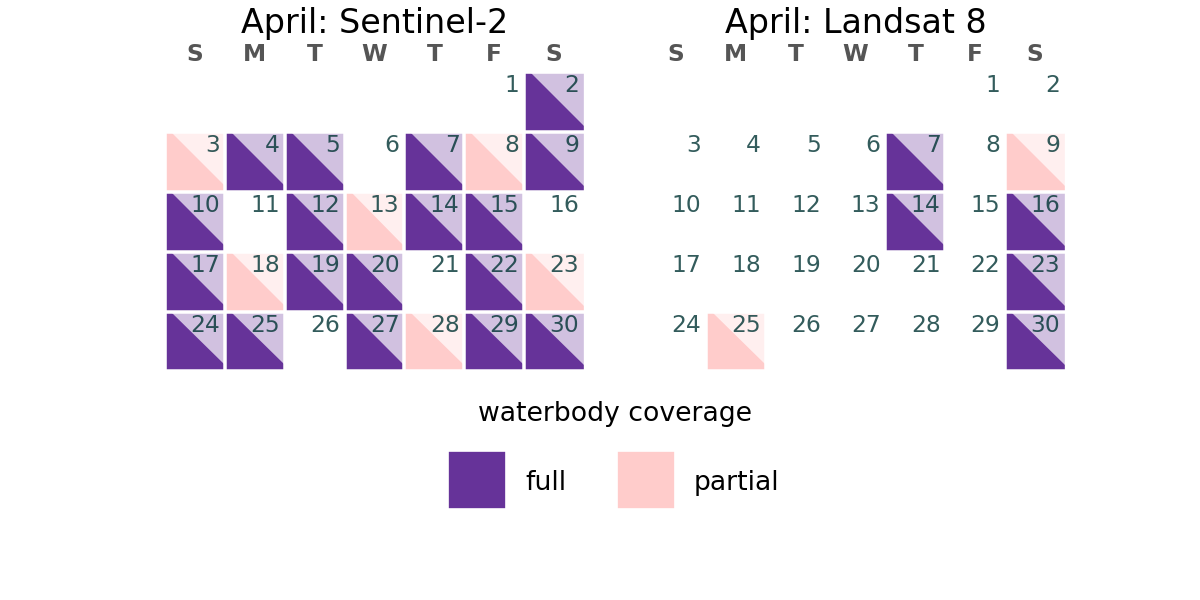 April: Sentinel-2
S M T W T F S
1 2
3 4 5 6 7 8 9
10 11 12 13 14 15 16
17 18 19 20 21 22 23
24 25 26 27 28 29 30
April: Landsat 8
S M T W T F S
1 2
3 4 5 6 7 8 9
10 11 12 13 14 15 16
17 18 19 20 21 22 23
24 25 26 27 28 29 30
waterbody coverage
full
partial